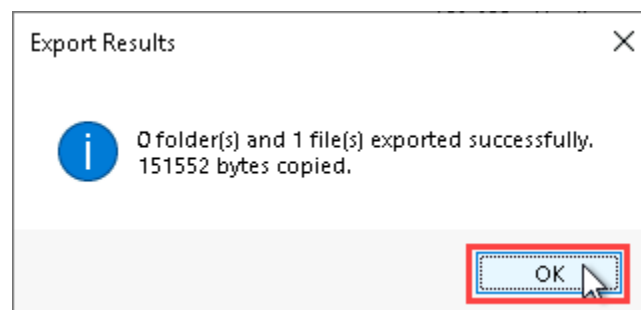 Export Results
0 folder(s) and 1 file(s) exported successfully.
151552 bytes copied.
OK